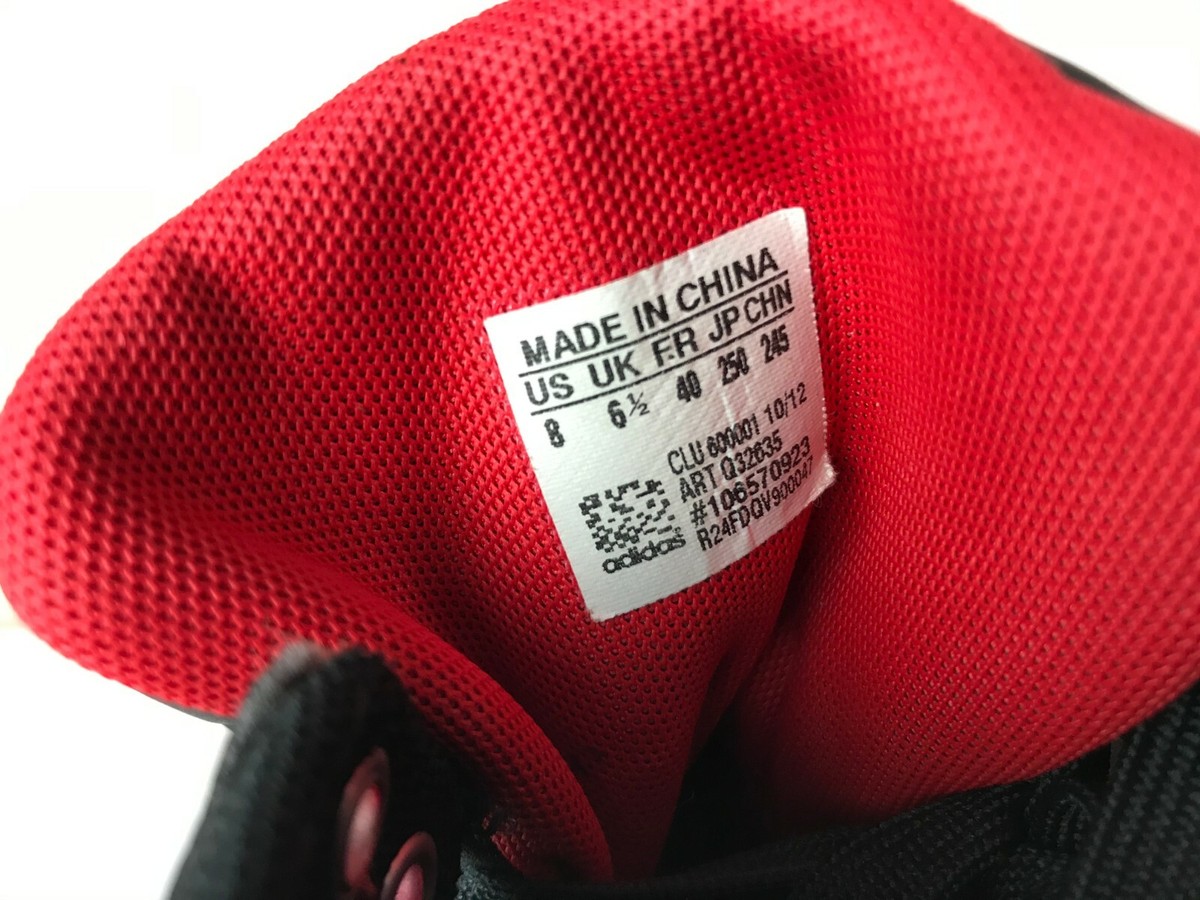 MADE IN CHINA
US UK F.R JP CHN
8 6½ 40 250 245
CLU 600001 10/12
ART Q32635
#106570923
R24FDQV900047
adidas